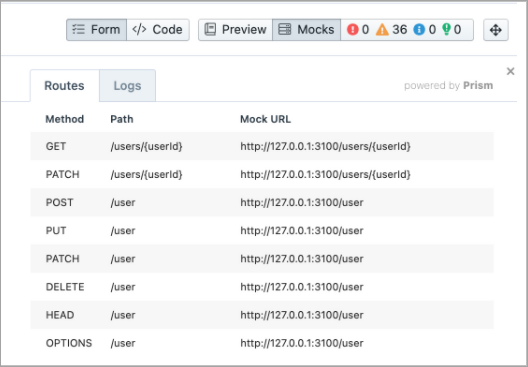 Form </> Code Preview Mocks 0 36 0 0
Routes Logs powered by Prism
Method Path Mock URL
GET /users/{userId} http://127.0.0.1:3100/users/{userId}
PATCH /users/{userId} http://127.0.0.1:3100/users/{userId}
POST /user http://127.0.0.1:3100/user
PUT /user http://127.0.0.1:3100/user
PATCH /user http://127.0.0.1:3100/user
DELETE /user http://127.0.0.1:3100/user
HEAD /user http://127.0.0.1:3100/user
OPTIONS /user http://127.0.0.1:3100/user